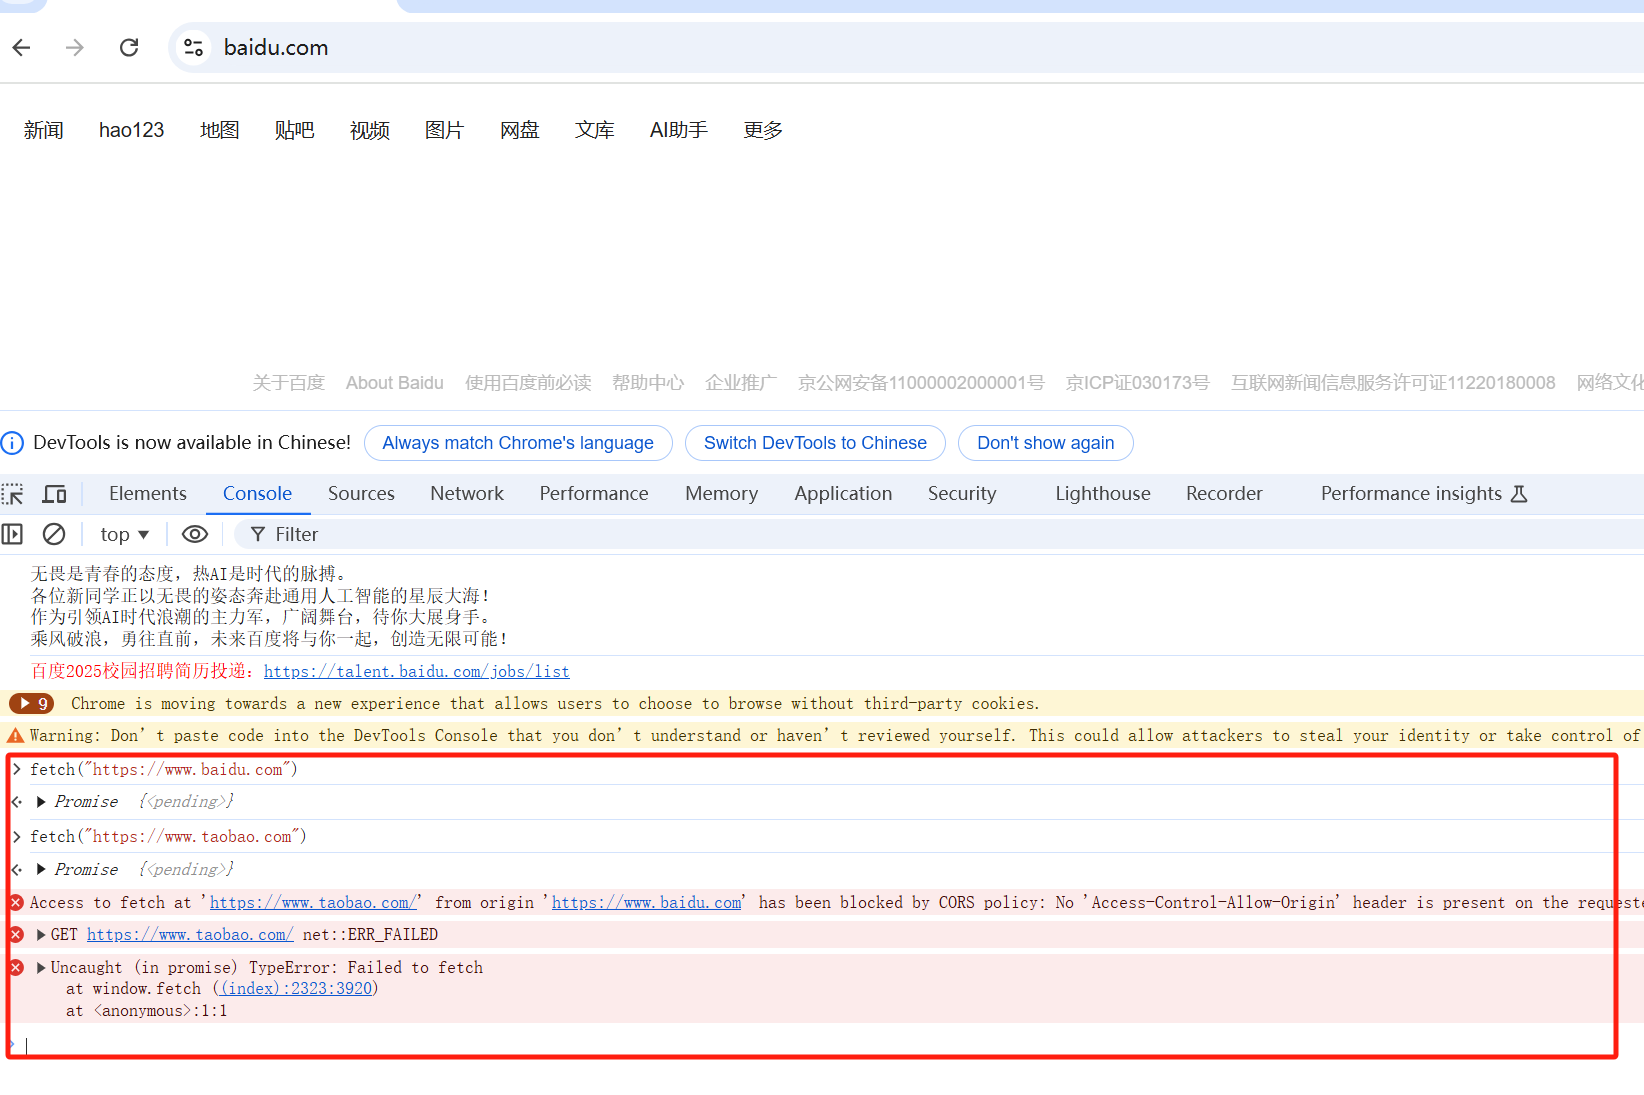 baidu.com
新闻 hao123 地图 贴吧 视频 图片 网盘 文库 AI助手 更多
关于百度 About Baidu 使用百度前必读 帮助中心 企业推广 京公网安备11000002000001号 京ICP证030173号 互联网新闻信息服务许可证11220180008 网络文化
DevTools is now available in Chinese! Always match Chrome's language Switch DevTools to Chinese Don't show again
Elements Console Sources Network Performance Memory Application Security Lighthouse Recorder Performance insights
top Filter
无畏是青春的态度，热AI是时代的脉搏。
各位新同学正以无畏的姿态奔赴通用人工智能的星辰大海！
作为引领AI时代浪潮的主力军，广阔舞台，待你大展身手。
乘风破浪，勇往直前，未来百度将与你一起，创造无限可能！
百度2025校园招聘简历投递：https://talent.baidu.com/jobs/list
9 Chrome is moving towards a new experience that allows users to choose to browse without third-party cookies.
Warning: Don’t paste code into the DevTools Console that you don’t understand or haven’t reviewed yourself. This could allow attackers to steal your identity or take control of
fetch("https://www.baidu.com")
Promise {<pending>}
fetch("https://www.taobao.com")
Promise {<pending>}
Access to fetch at 'https://www.taobao.com/' from origin 'https://www.baidu.com' has been blocked by CORS policy: No 'Access-Control-Allow-Origin' header is present on the requeste
GET https://www.taobao.com/ net::ERR_FAILED
Uncaught (in promise) TypeError: Failed to fetch
at window.fetch ((index):2323:3920)
at <anonymous>:1:1